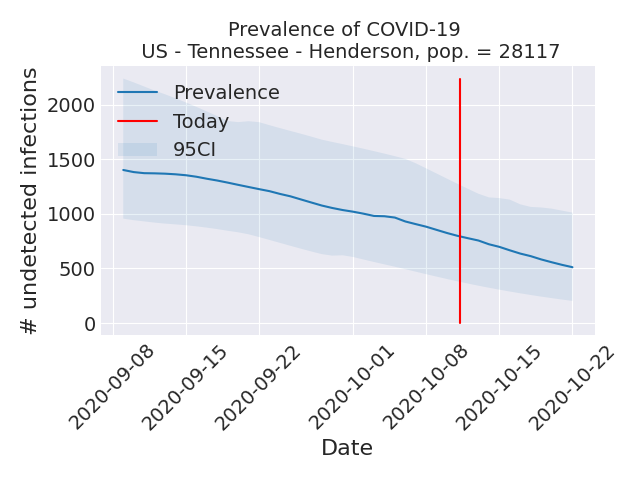 Prevalence of COVID-19
US - Tennessee - Henderson, pop. = 28117
# undetected infections
2000
1500
1000
500
0
Prevalence
Today
95CI
2020-09-08
2020-09-15
2020-09-22
2020-10-01
2020-10-08
2020-10-15
2020-10-22
Date